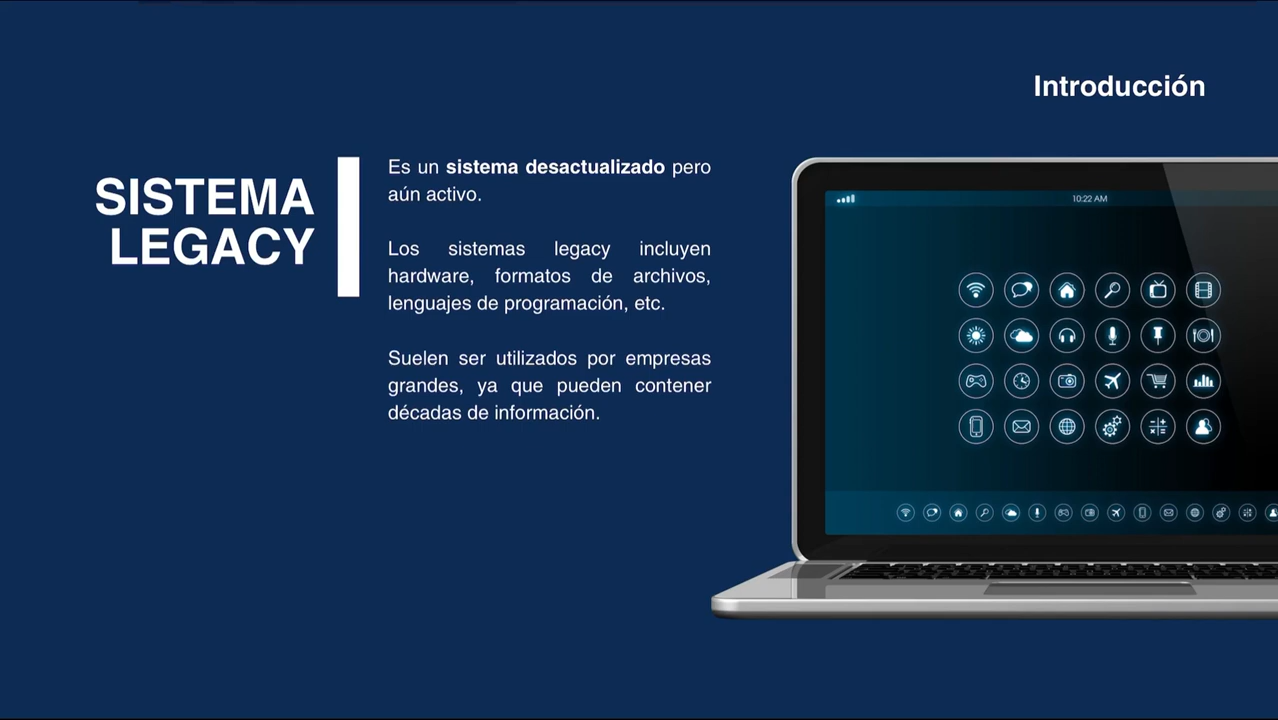 Introducción
SISTEMA
LEGACY
Es un sistema desactualizado pero
aún activo.
Los sistemas legacy incluyen
hardware, formatos de archivos,
lenguajes de programación, etc.
Suelen ser utilizados por empresas
grandes, ya que pueden contener
décadas de información.
10:22 AM